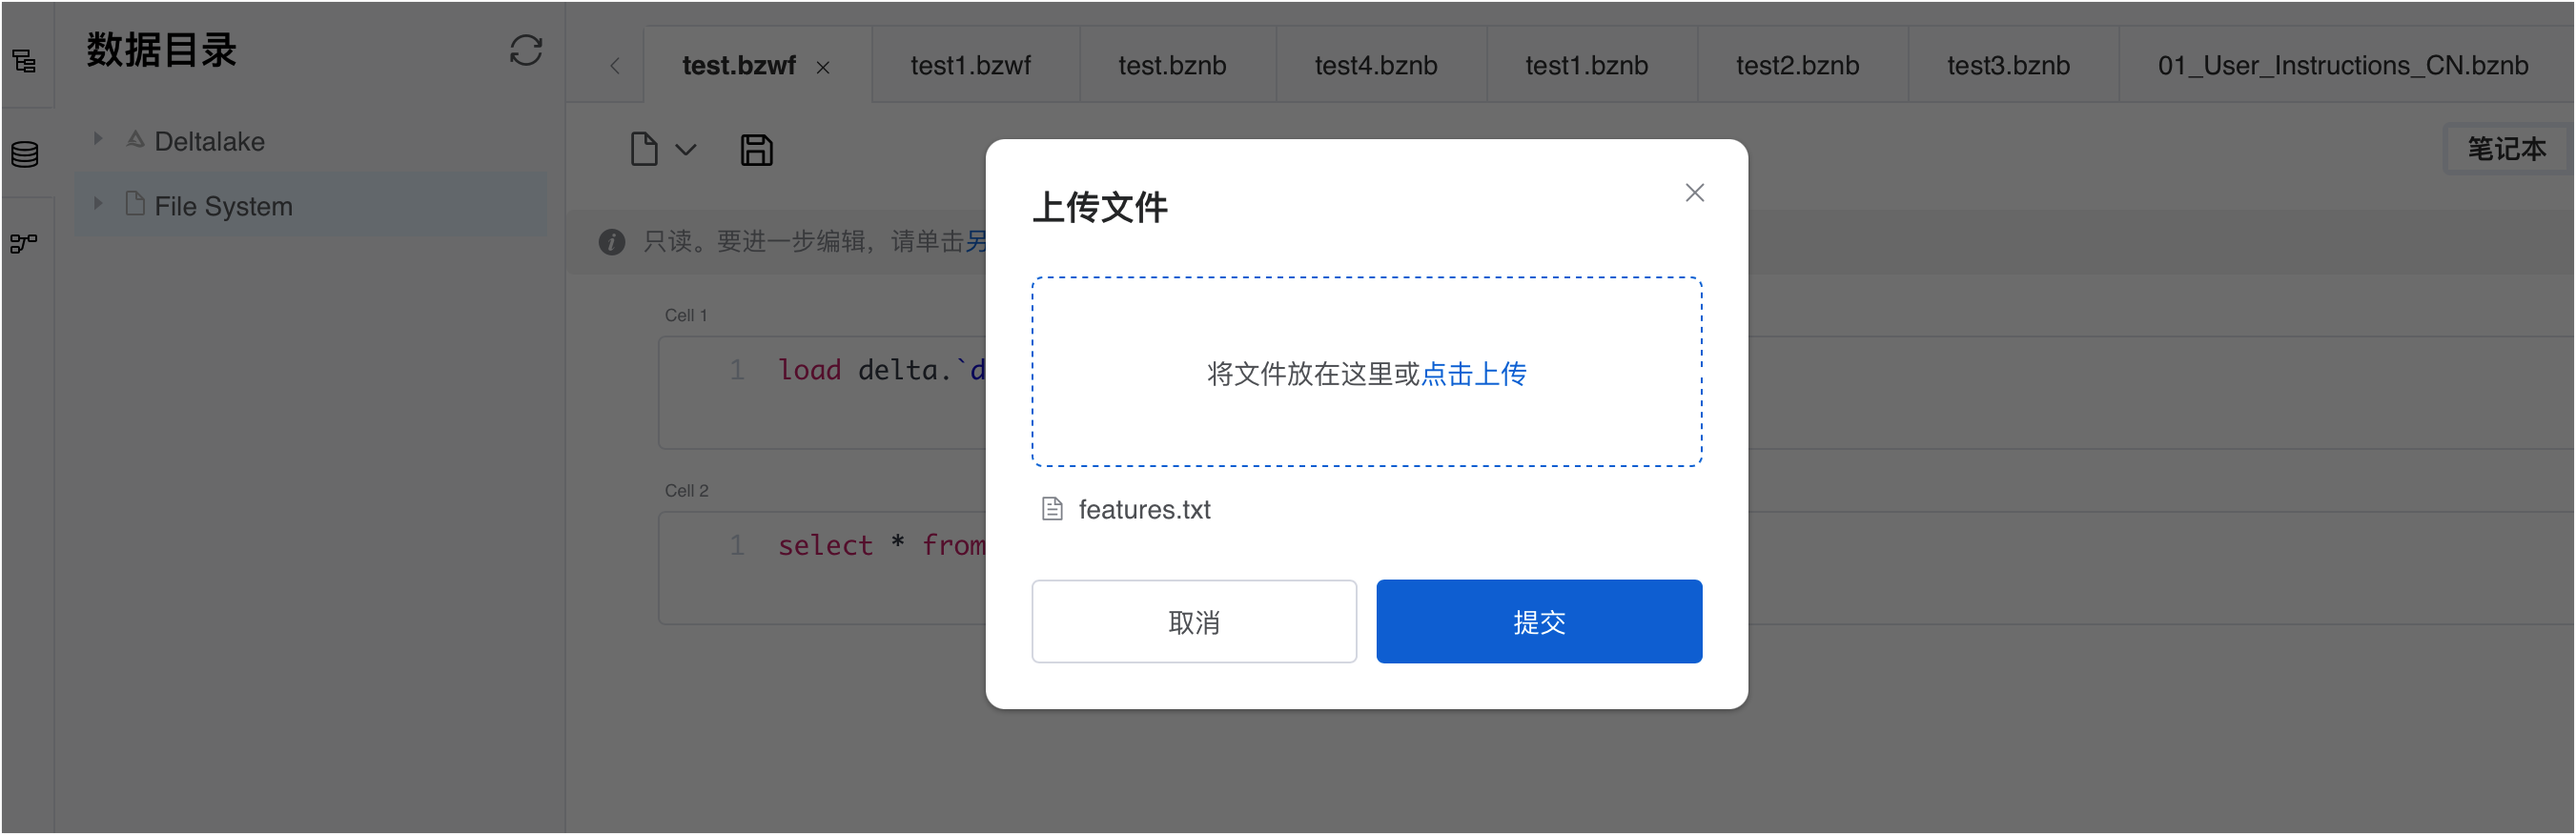 数据目录
Deltalake
File System
test.bzwf
test1.bzwf
test.bznb
test4.bznb
test1.bznb
test2.bznb
test3.bznb
01_User_Instructions_CN.bznb
笔记本
只读。要进一步编辑，请单击另
Cell 1
1 load delta.`d
Cell 2
1 select * from
上传文件
将文件放在这里或点击上传
features.txt
取消
提交